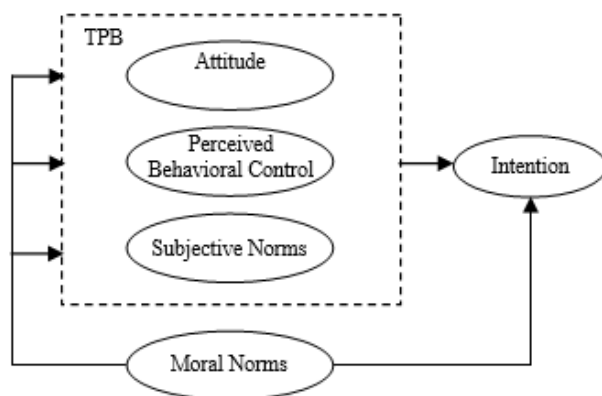 TPB
Attitude
Perceived
Behavioral Control
Intention
Subjective Norms
Moral Norms